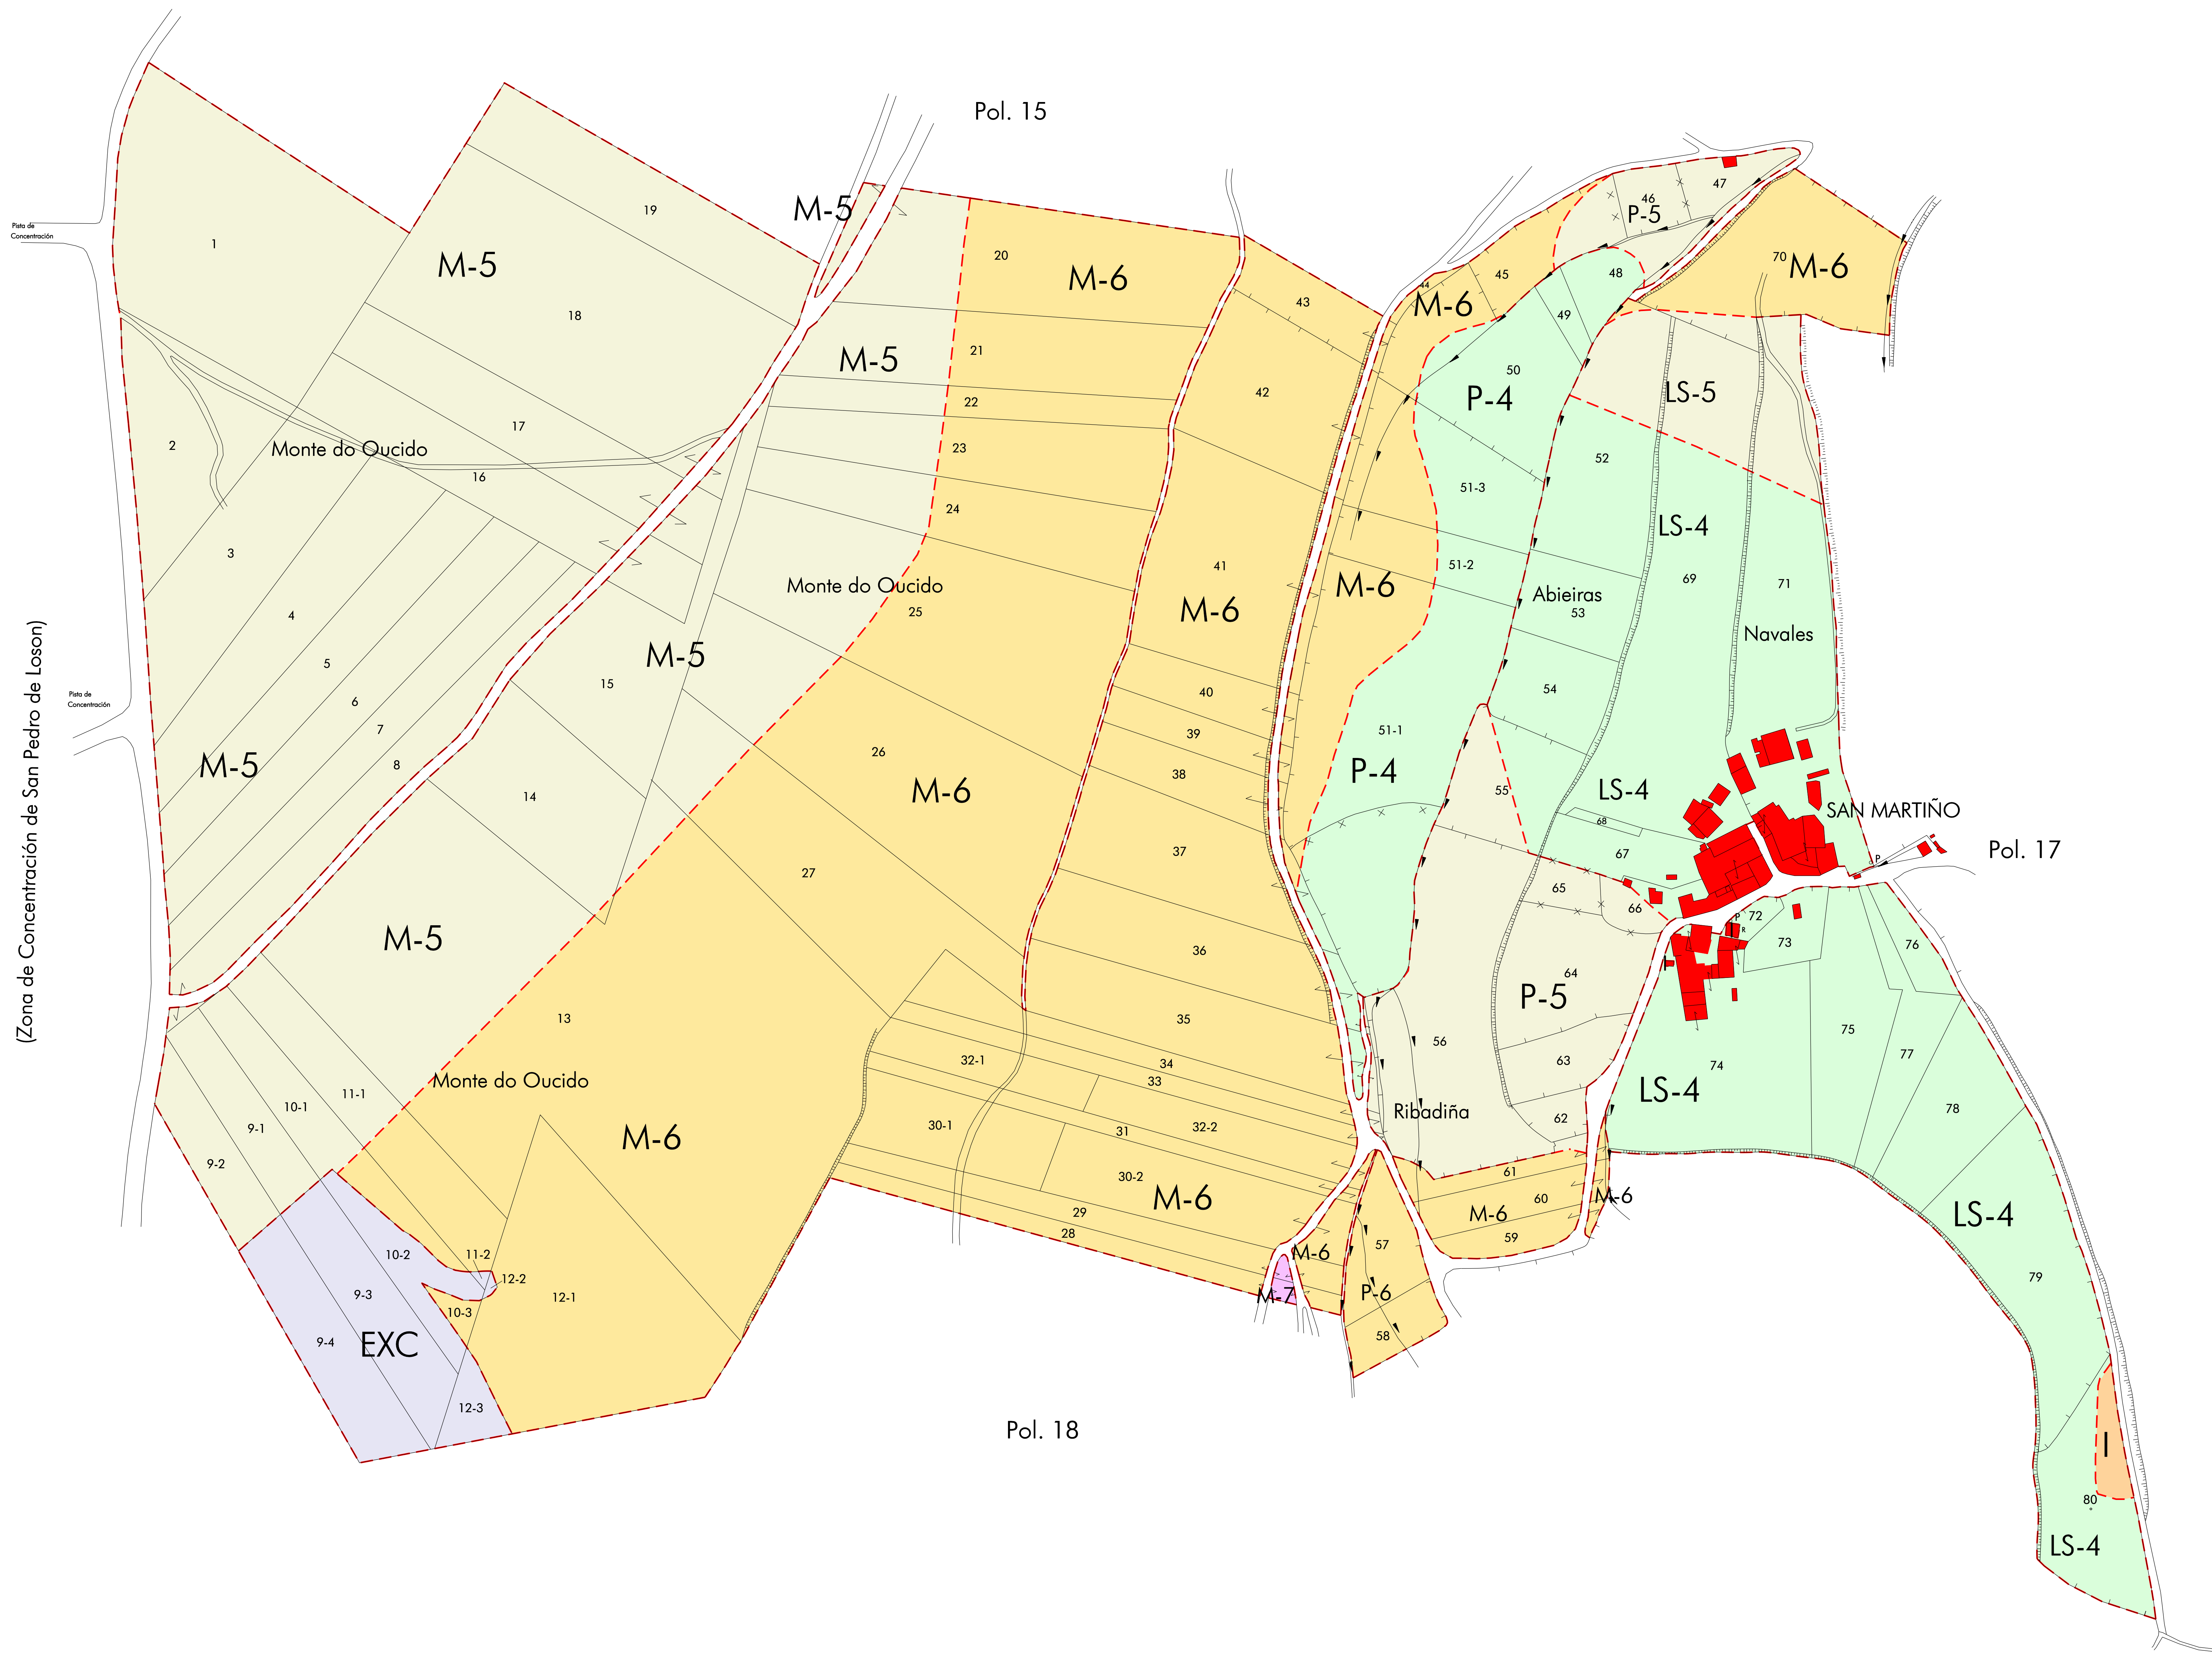 Pol. 15
M-5
19
47
46
P-5
Pista de
Concentración
1
M-5
20
M-6
45
48
70
M-6
44
M-6
43
18
49
21
M-5
50
42
P-4
LS-5
22
17
2
Monte do Oucido
23
52
16
51-3
24
LS-4
3
41
51-2
69
71
Monte do Oucido
M-6
Abieiras
4
25
M-6
53
Navales
(Zona de Concentración de San Pedro de Loson)
M-5
5
15
40
54
Pista de
Concentración
6
7
39
51-1
M-5
8
26
38
P-4
14
M-6
55
LS-4
SAN MARTIÑO
68
37
67
Pol. 17
P
27
65
66
72
P
R
M-5
36
73
76
I
I
64
P-5
13
35
56
75
32-1
34
63
77
74
Monte do Oucido
33
LS-4
11-1
10-1
Ribadiña
62
78
9-1
30-1
31
32-2
M-6
9-2
30-2
61
M-6
M-6
60
M-6
29
M-6
LS-4
28
59
57
10-2
11-2
M-6
12-2
79
9-3
12-1
M-7
P-6
10-3
58
9-4
EXC
12-3
Pol. 18
I
80
LS-4